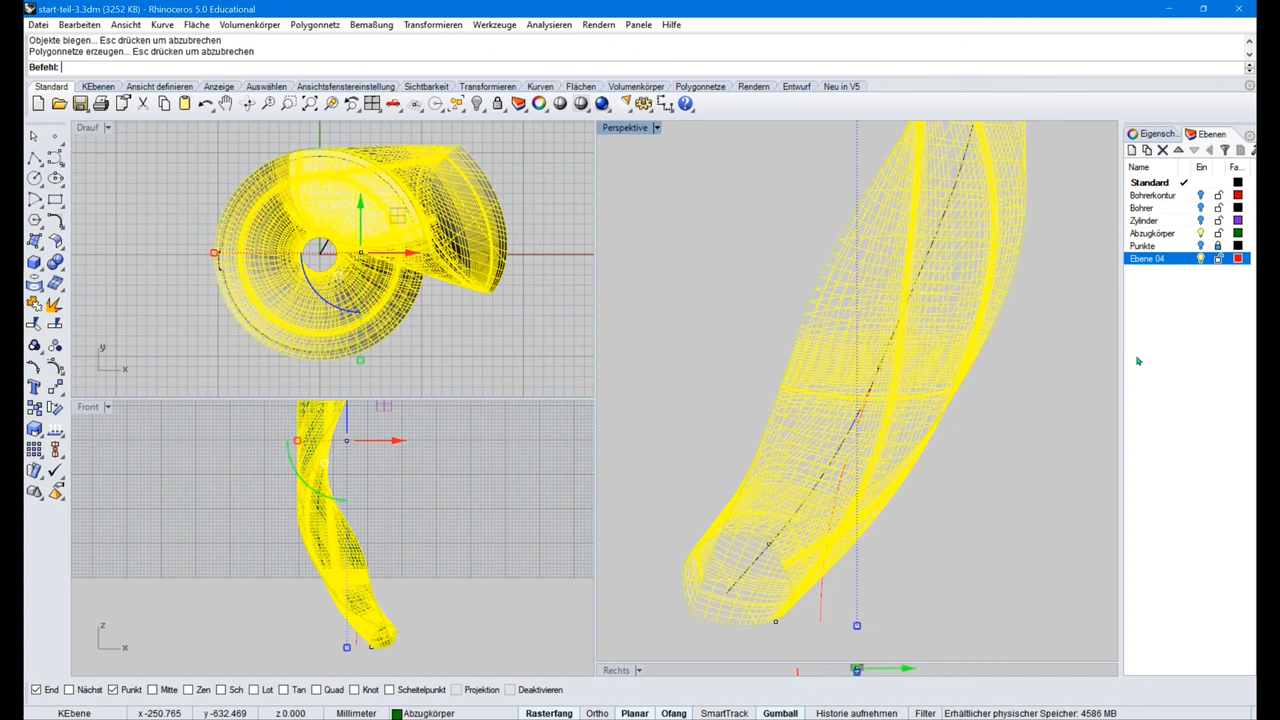 start-teil-3.3dm (3252 KB) - Rhinoceros 5.0 Educational
Datei Bearbeiten Ansicht Kurve Fläche Volumenkörper Polygonnetz Bemaßung Transformieren Werkzeuge Analysieren Rendern Panele Hilfe
Objekte biegen... Esc drücken um abzubrechen
Polygonnetze erzeugen... Esc drücken um abzubrechen
Befehl:
Standard KEbenen Ansicht definieren Anzeige Ansichtsfenstereinstellung Sichtbarkeit Transformieren Kurven Flächen Volumenkörper Polygonnetze Rendern Entwurf Neu in V5
Drauf Perspektive Eigensch... Ebenen
Name Ein Fa...
Standard
Bohrerkontur
Bohrer
Zylinder
Abzugkörper
Punkte
Ebene 04
y
x
Front
z
x
Rechts
End Nächst Punkt Mitte Zen Sch Lot Tan Quad Knot Scheitelpunkt Projektion Deaktivieren
KEbene x -250.765 y -632.469 z 0.000 Millimeter Abzugkörper Rasterfang Ortho Planar Ofang SmartTrack Gumball Historie aufnehmen Filter Erhältlicher physischer Speicher: 4586 MB